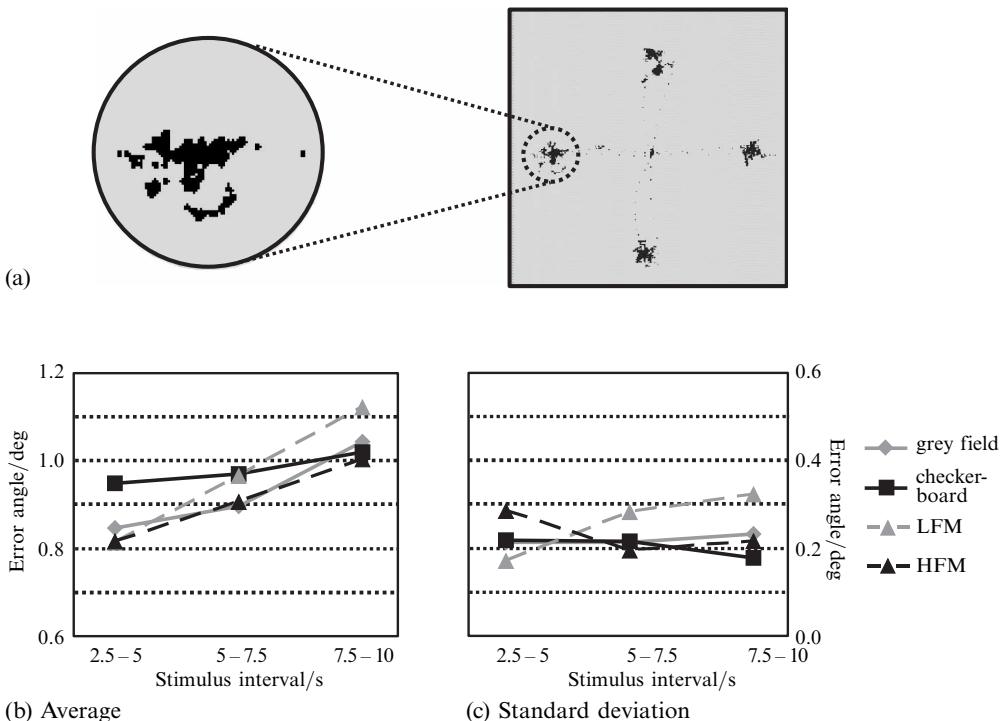 (a)
1.2
1.0
0.8
0.6
Error angle/deg
2.5 – 5
5 – 7.5
7.5 – 10
Stimulus interval/s
(b) Average
0.6
0.4
0.2
0.0
Error angle/deg
2.5 – 5
5 – 7.5
7.5 – 10
Stimulus interval/s
(c) Standard deviation
grey field
checker-
board
LFM
HFM